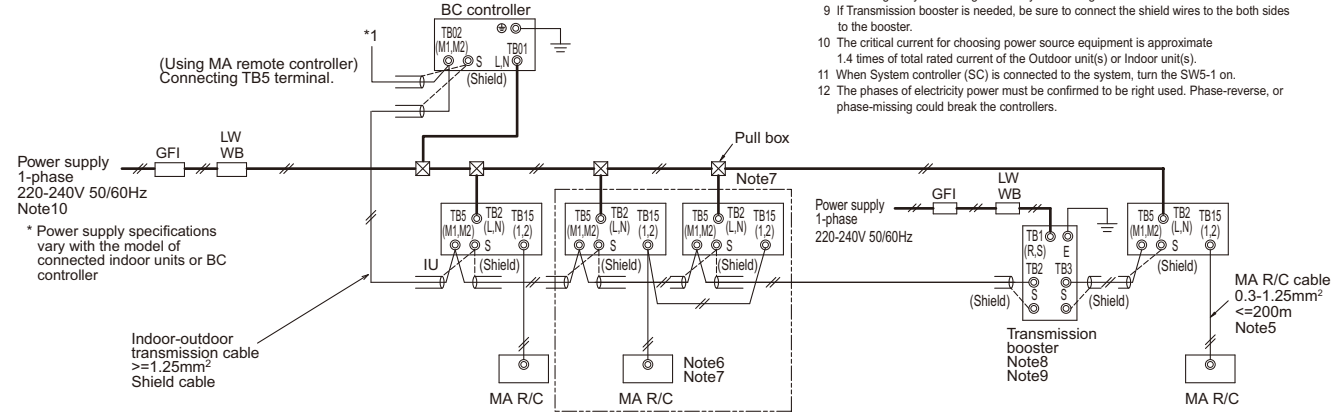 9 If Transmission booster is needed, be sure to connect the shield wires to the both sides
to the booster.
10 The critical current for choosing power source equipment is approximate
1.4 times of total rated current of the Outdoor unit(s) or Indoor unit(s).
11 When System controller (SC) is connected to the system, turn the SW5-1 on.
12 The phases of electricity power must be confirmed to be right used. Phase-reverse, or
phase-missing could break the controllers.
BC controller
*1
TB02
(M1,M2)
S
TB01
L,N
(Shield)
(Using MA remote controller)
Connecting TB5 terminal.
Pull box
GFI
LW
WB
Power supply
1-phase
220-240V 50/60Hz
Note10
* Power supply specifications
vary with the model of
connected indoor units or BC
controller
Note7
TB5
(M1,M2)
TB2
(L,N)
TB15
(1,2)
S
(Shield)
IU
TB5
(M1,M2)
TB2
(L,N)
TB15
(1,2)
S
(Shield)
TB5
(M1,M2)
TB2
(L,N)
TB15
(1,2)
S
(Shield)
Power supply
1-phase
220-240V 50/60Hz
GFI
LW
WB
TB1
(R,S)
E
TB2
TB3
S
S
(Shield)
(Shield)
Transmission
booster
Note8
Note9
TB5
(M1,M2)
TB2
(L,N)
TB15
(1,2)
S
(Shield)
MA R/C cable
0.3-1.25mm²
<=200m
Note5
Indoor-outdoor
transmission cable
>=1.25mm²
Shield cable
Note6
Note7
MA R/C
MA R/C
MA R/C